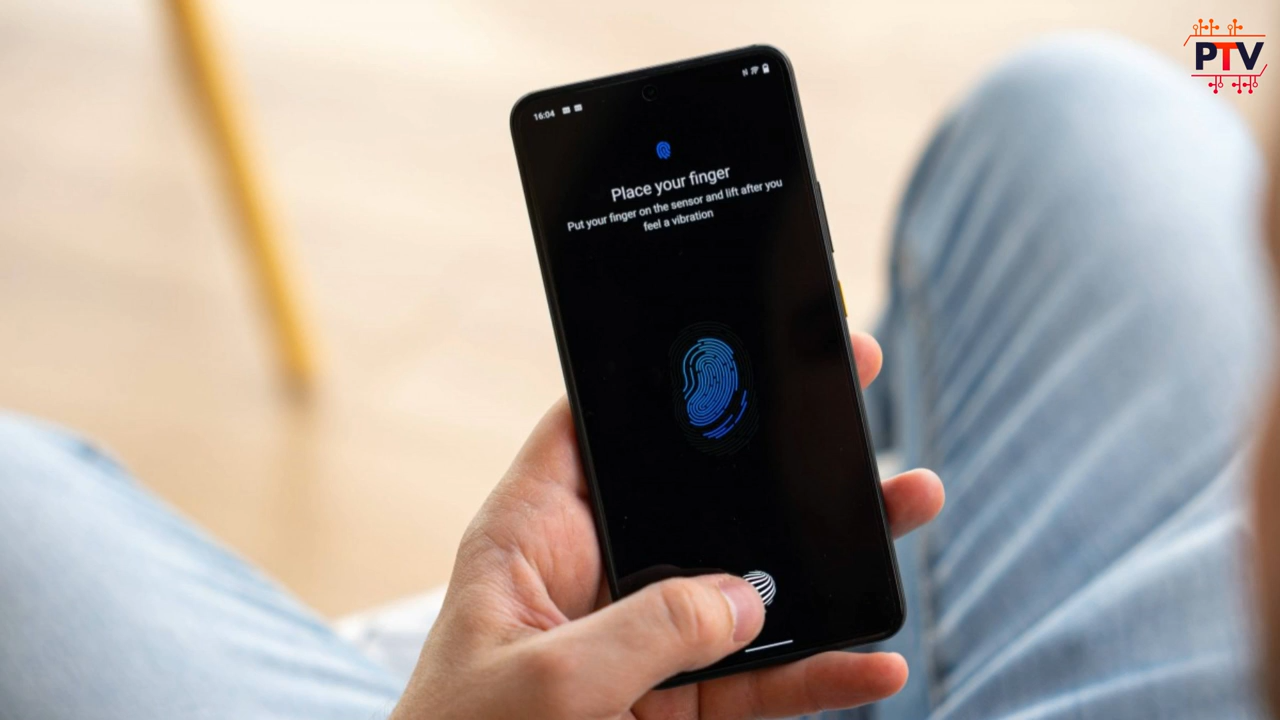 PTV
16:04
Place your finger
Put your finger on the sensor and lift after you
feel a vibration